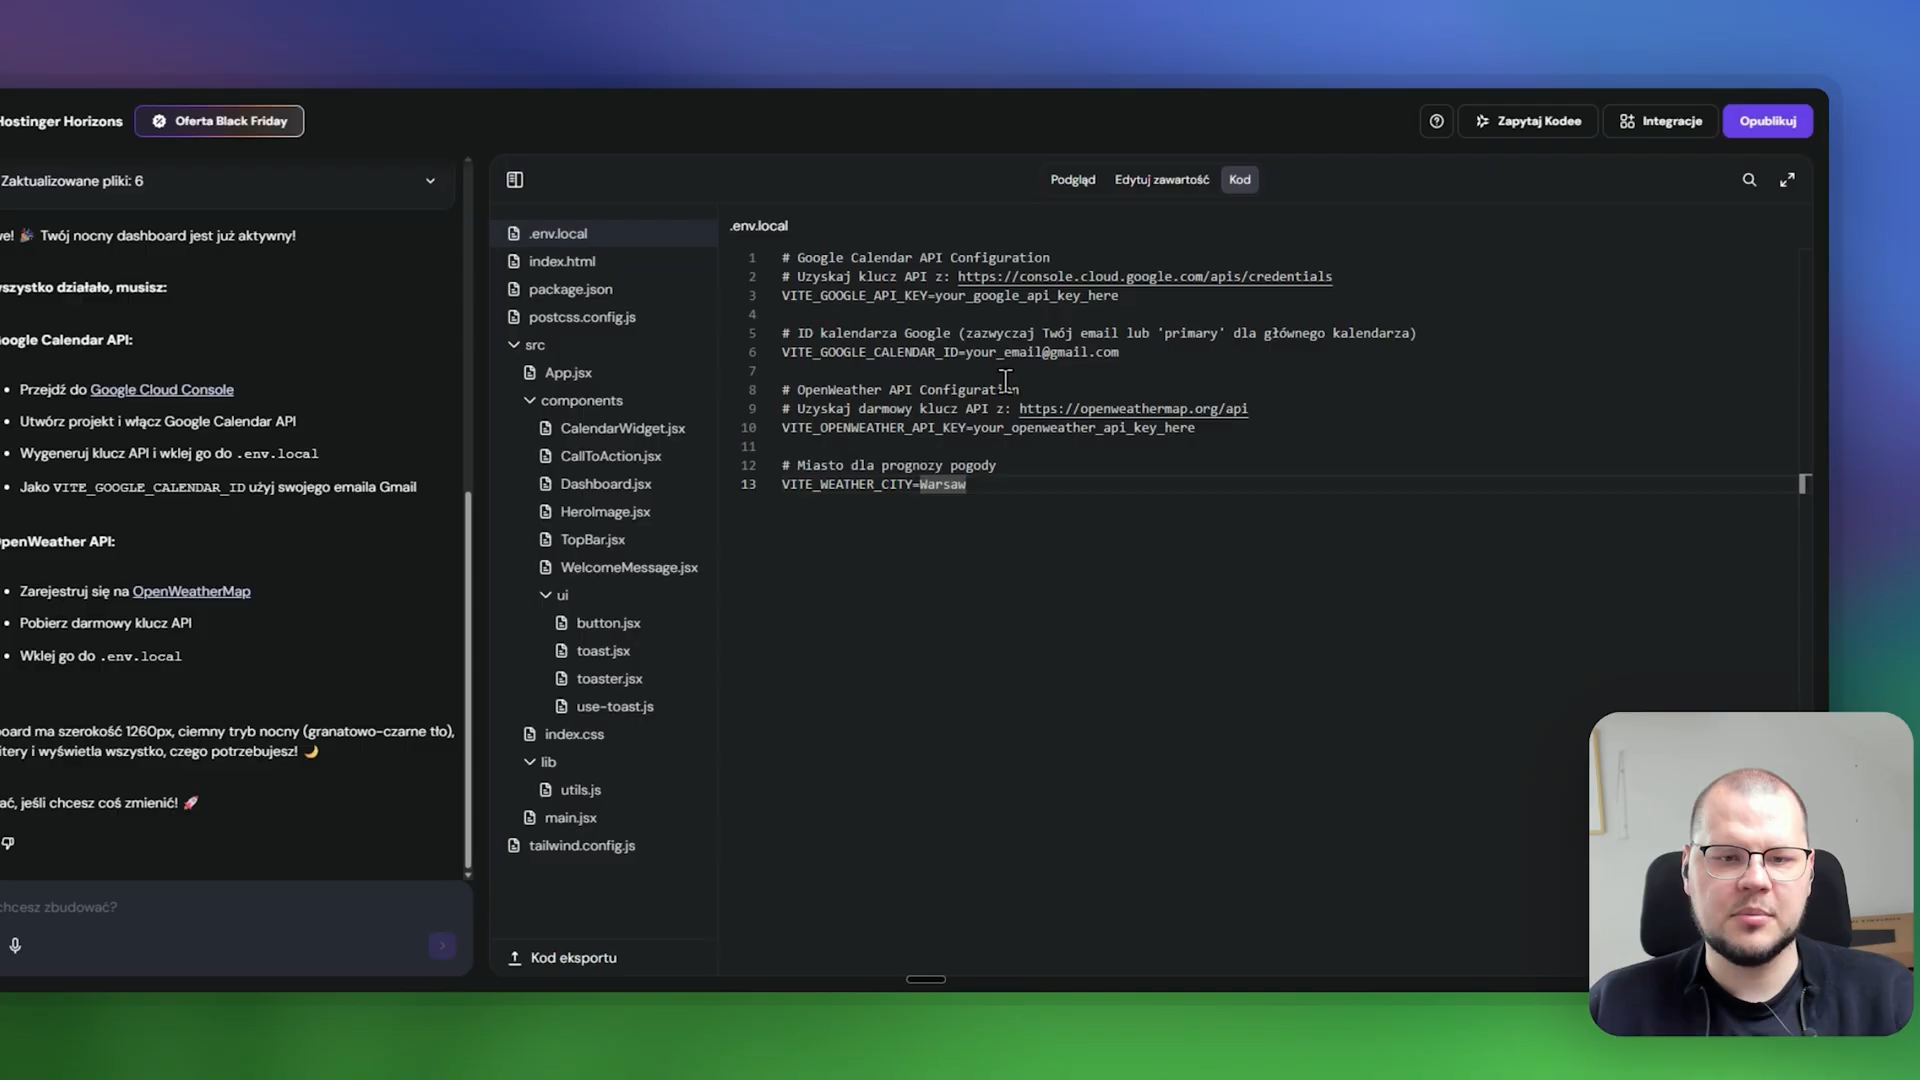 Hostinger Horizons
Oferta Black Friday
Zapytaj Kodee
Integracje
Opublikuj
Zaktualizowane pliki: 6
Podgląd
Edytuj zawartość
Kod
we! 🎉 Twój nocny dashboard jest już aktywny!
wszystko działało, musisz:
oogle Calendar API:
• Przejdź do Google Cloud Console
• Utwórz projekt i włącz Google Calendar API
• Wygeneruj klucz API i wklej go do .env.local
• Jako VITE_GOOGLE_CALENDAR_ID użyj swojego emaila Gmail
OpenWeather API:
• Zarejestruj się na OpenWeatherMap
• Pobierz darmowy klucz API
• Wklej go do .env.local
board ma szerokość 1260px, ciemny tryb nocny (granatowo-czarne tło),
itery i wyświetla wszystko, czego potrzebujesz! 🌙
ać, jeśli chcesz coś zmienić! 🚀
chcesz zbudować?
.env.local
index.html
package.json
postcss.config.js
src
App.jsx
components
CalendarWidget.jsx
CallToAction.jsx
Dashboard.jsx
HeroImage.jsx
TopBar.jsx
WelcomeMessage.jsx
ui
button.jsx
toast.jsx
toaster.jsx
use-toast.js
index.css
lib
utils.js
main.jsx
tailwind.config.js
Kod eksportu
.env.local
1 # Google Calendar API Configuration
2 # Uzyskaj klucz API z: https://console.cloud.google.com/apis/credentials
3 VITE_GOOGLE_API_KEY=your_google_api_key_here
4
5 # ID kalendarza Google (zazwyczaj Twój email lub 'primary' dla głównego kalendarza)
6 VITE_GOOGLE_CALENDAR_ID=your_email@gmail.com
7
8 # OpenWeather API Configuration
9 # Uzyskaj darmowy klucz API z: https://openweathermap.org/api
10 VITE_OPENWEATHER_API_KEY=your_openweather_api_key_here
11
12 # Miasto dla prognozy pogody
13 VITE_WEATHER_CITY=Warsaw